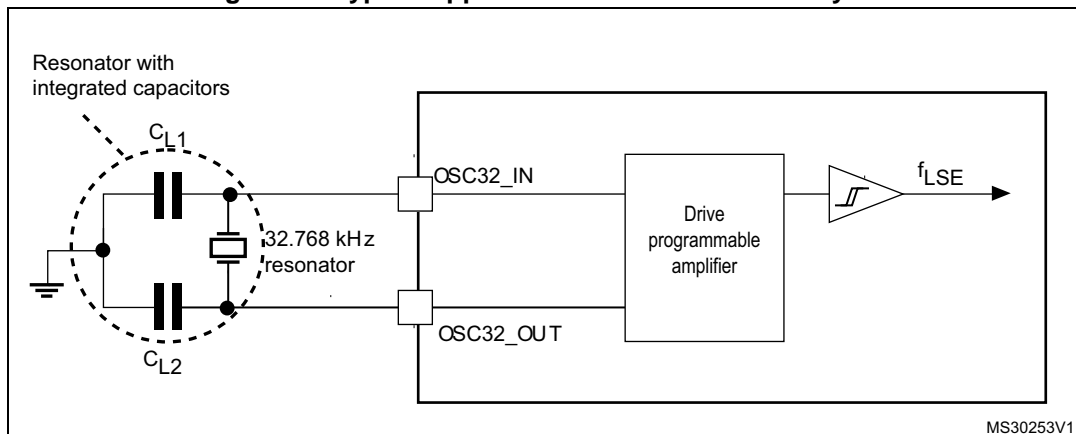 Resonator with
integrated capacitors
CL1
OSC32_IN
fLSE
32.768 kHz
resonator
Drive
programmable
amplifier
OSC32_OUT
CL2
MS30253V1